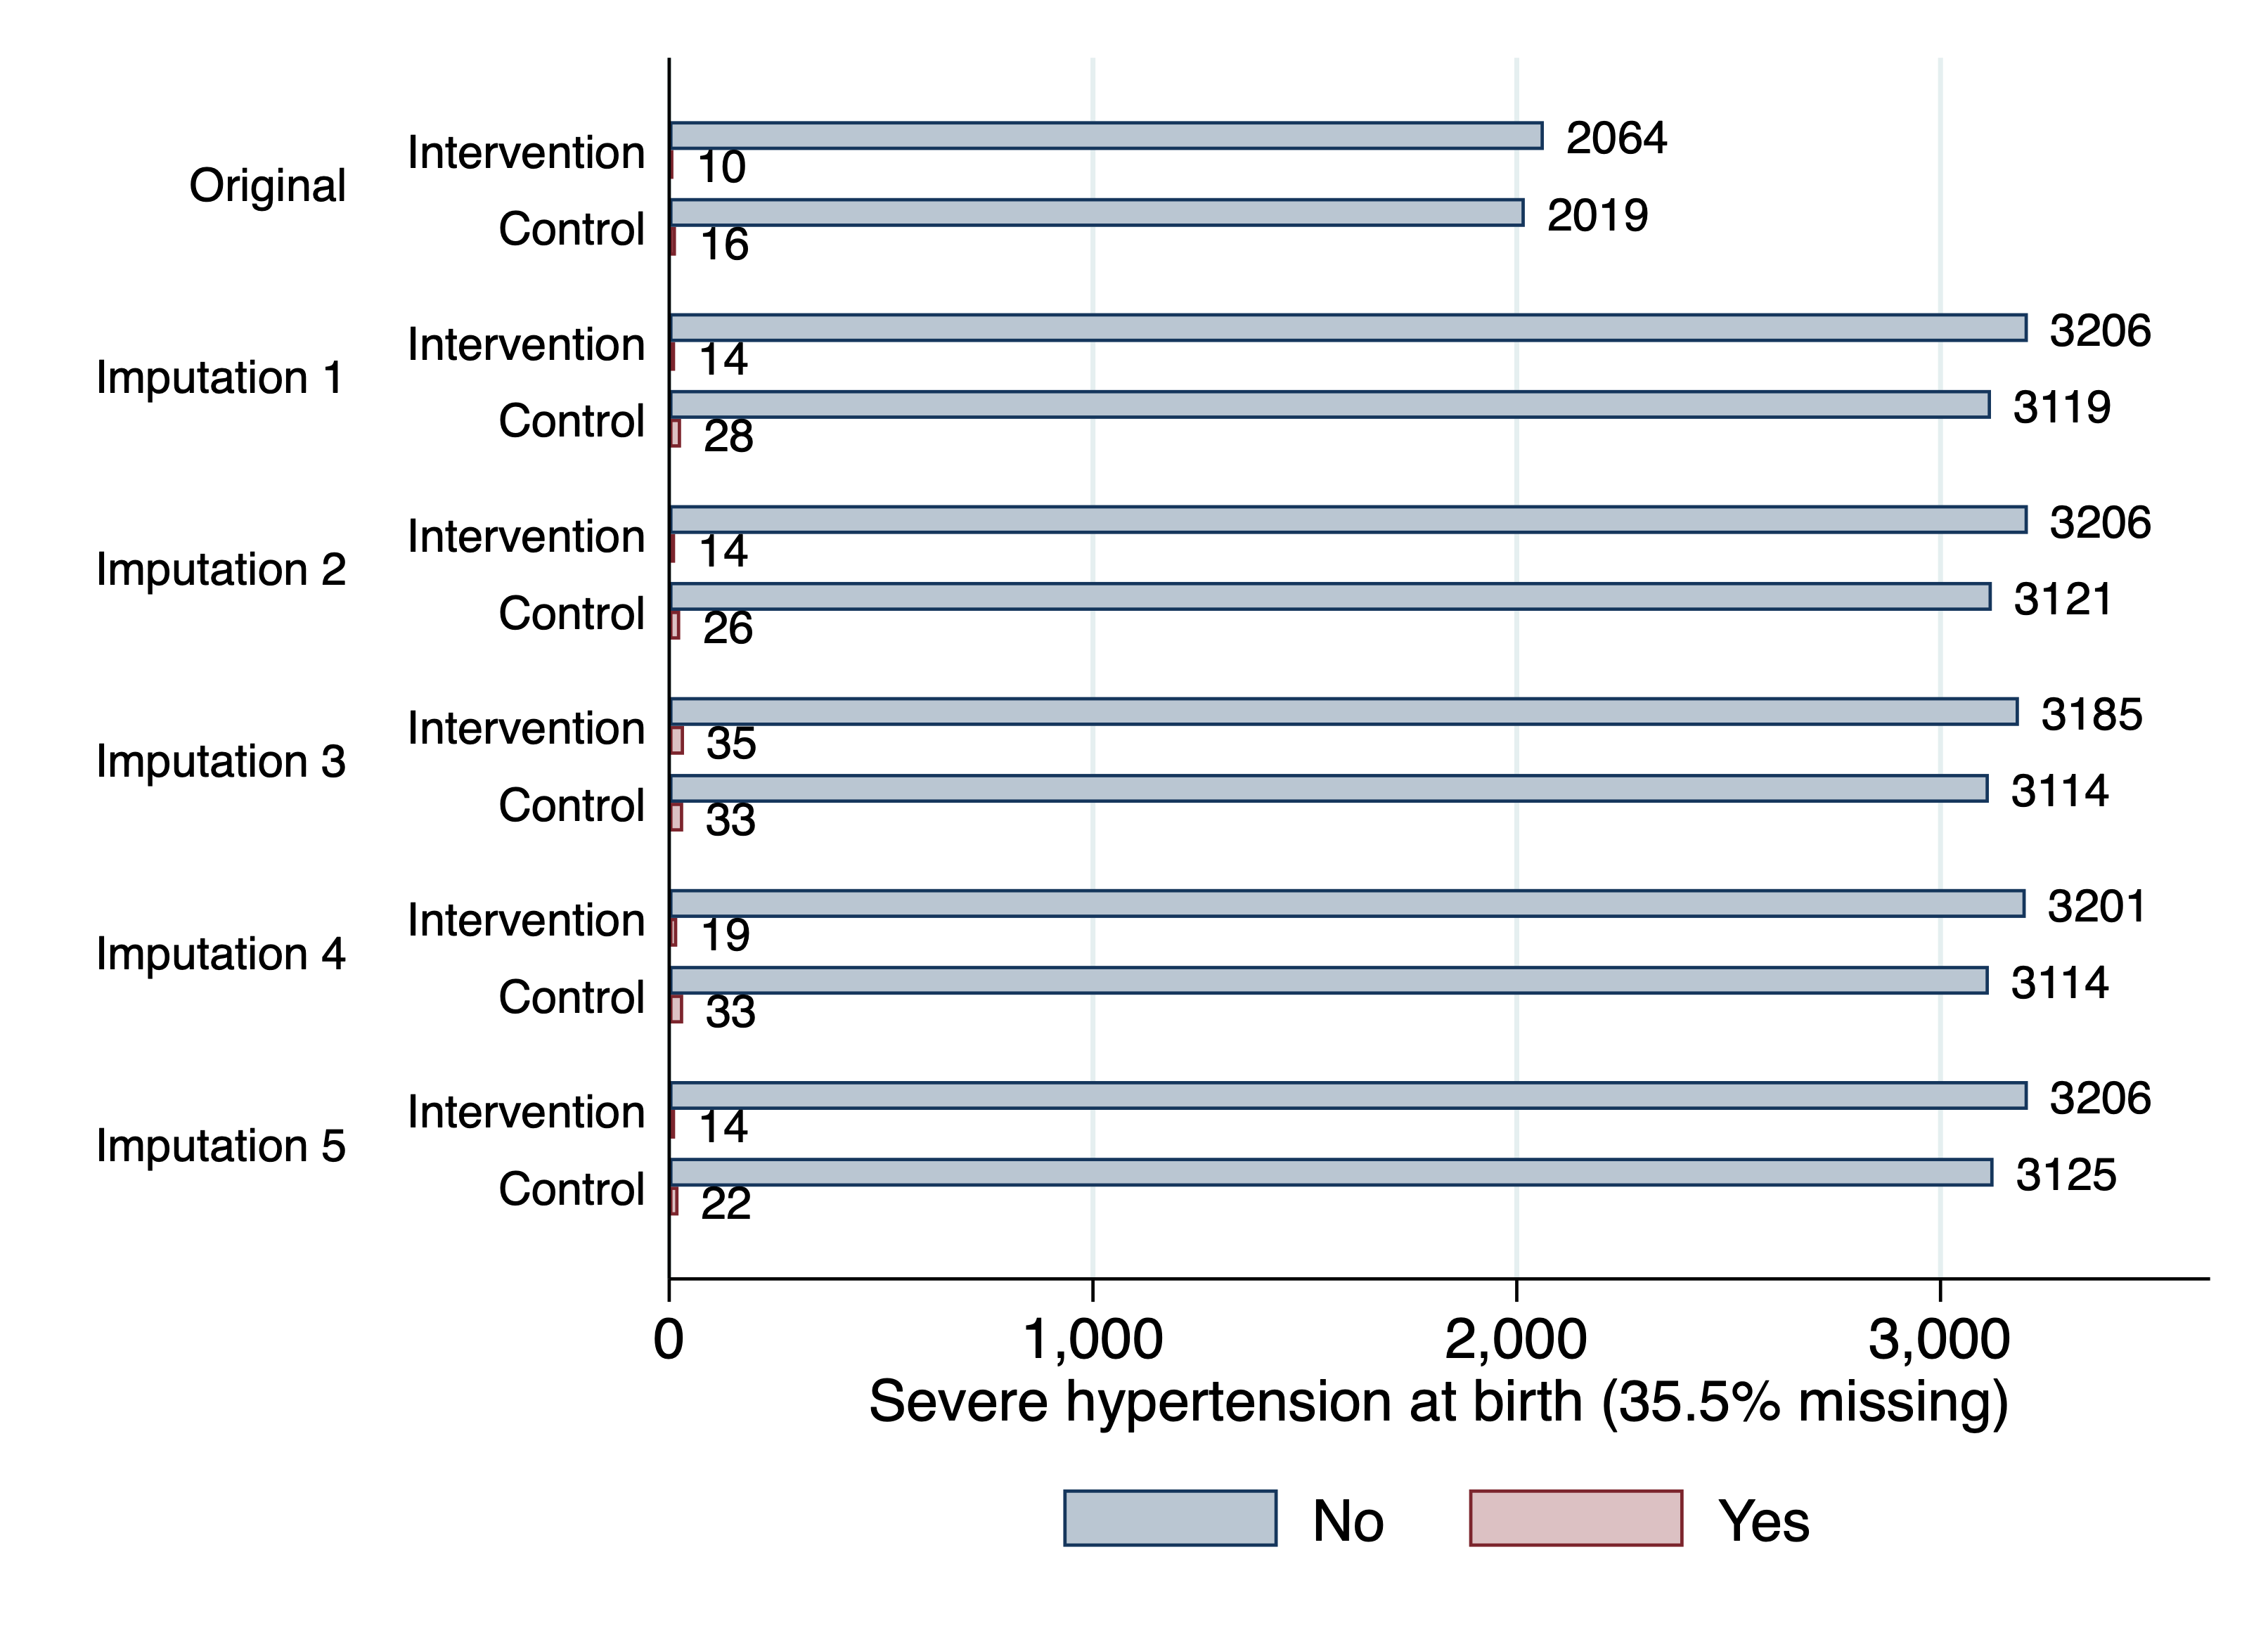 Intervention 2064
10
Original
Control 2019
16
Intervention 3206
14
Imputation 1
Control 3119
28
Intervention 3206
14
Imputation 2
Control 3121
26
Intervention 3185
35
Imputation 3
Control 3114
33
Intervention 3201
19
Imputation 4
Control 3114
33
Intervention 3206
14
Imputation 5
Control 3125
22
0 1,000 2,000 3,000
Severe hypertension at birth (35.5% missing)
No Yes